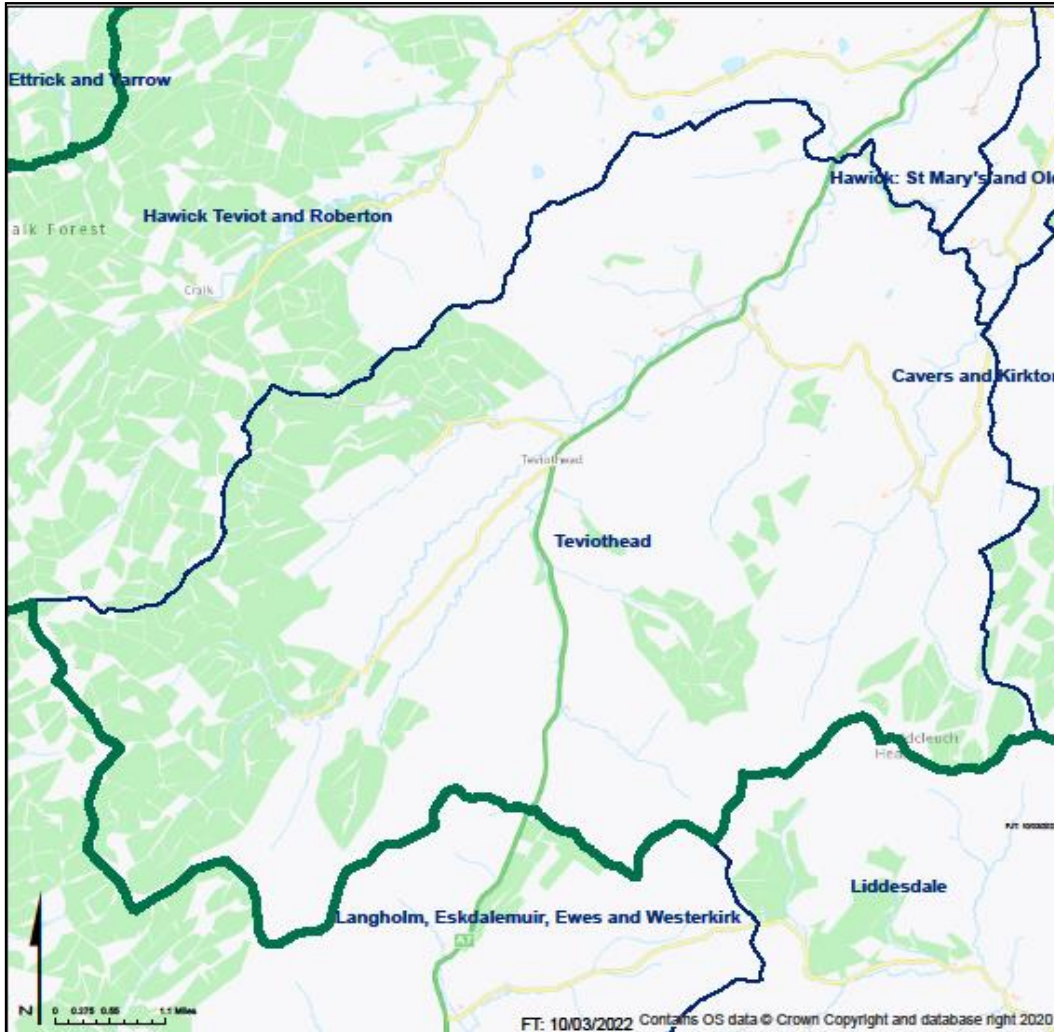 Ettrick and Yarrow
Hawick: St Mary's and Old
Hawick Teviot and Roberton
Craik
Cavers and Kirkton
Teviothead
Teviothead
Head
Liddesdale
Langholm, Eskdalemuir, Ewes and Westerkirk
A7
N
0 0.275 0.55 1.1 Miles
FT: 10/03/2022 Contains OS data © Crown Copyright and database right 2020